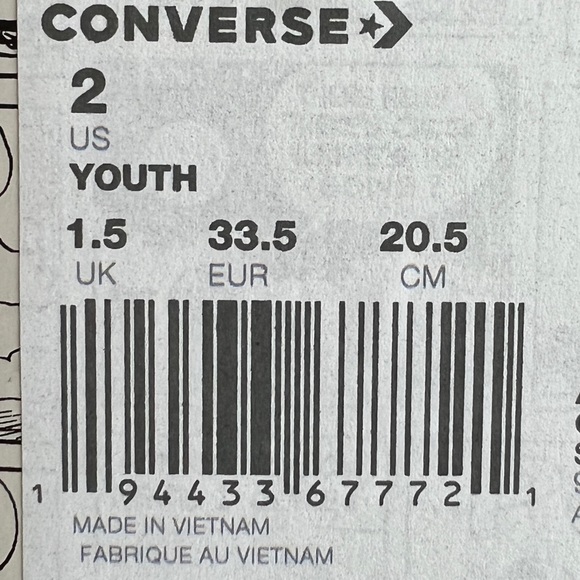 CONVERSE
2
US
YOUTH
1.5 33.5 20.5
UK EUR CM
1 94433 67772 1
MADE IN VIETNAM
FABRIQUE AU VIETNAM